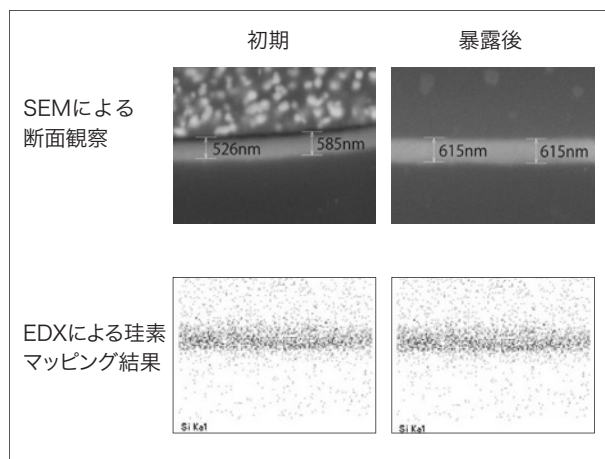 初期
暴露後
SEMによる
断面観察
526nm
585nm
615nm
615nm
EDXによる珪素
マッピング結果
Si Ka1
Si Ka1